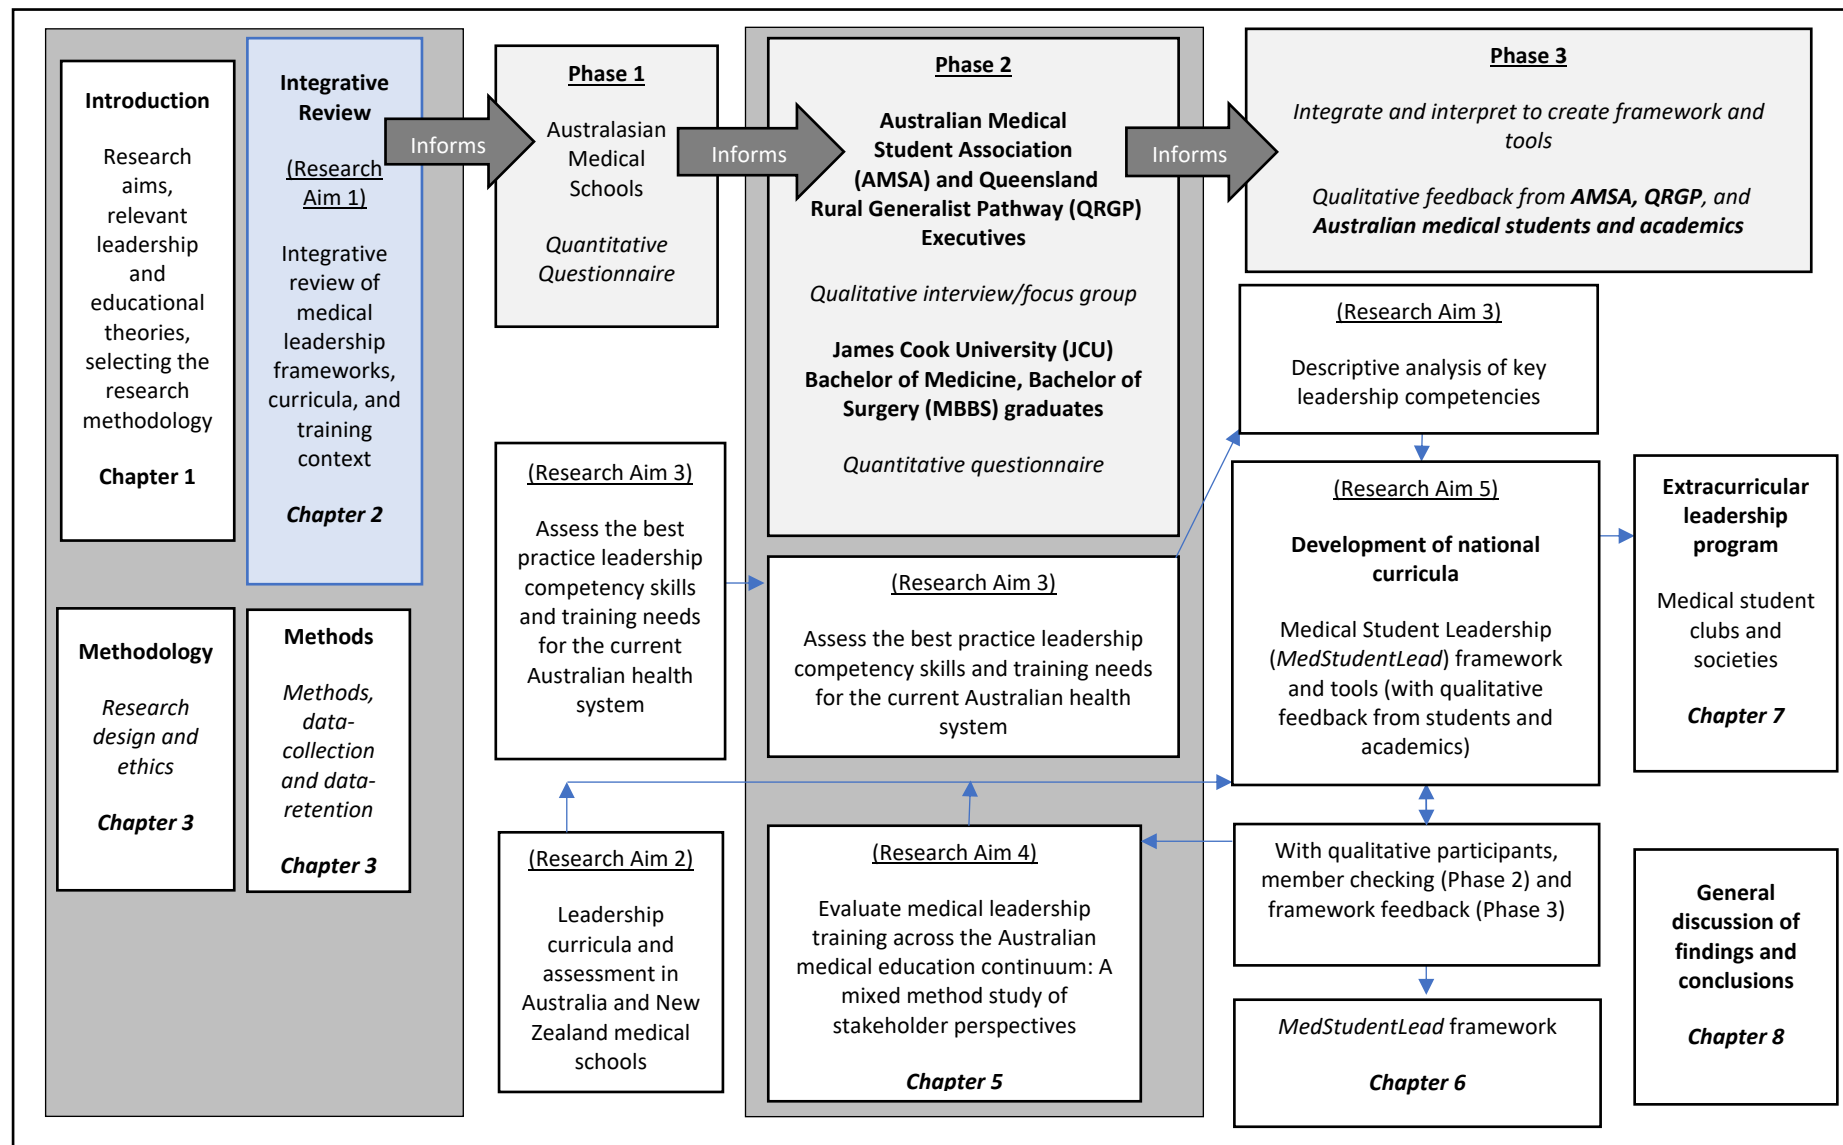 Introduction
Research
aims,
relevant
leadership
and
educational
theories,
selecting the
research
methodology
Chapter 1
Integrative
Review
(Research
Aim 1)
Integrative
review of
medical
leadership
frameworks,
curricula, and
training
context
Chapter 2
Methodology
Research
design and
ethics
Chapter 3
Methods
Methods,
data-
collection
and data-
retention
Chapter 3
Informs
Phase 1
Australasian
Medical
Schools
Quantitative
Questionnaire
(Research Aim 3)
Assess the best
practice leadership
competency skills
and training needs
for the current
Australian health
system
(Research Aim 2)
Leadership
curricula and
assessment in
Australia and New
Zealand medical
schools
Informs
Phase 2
Australian Medical
Student Association
(AMSA) and Queensland
Rural Generalist Pathway (QRGP)
Executives
Qualitative interview/focus group
James Cook University (JCU)
Bachelor of Medicine, Bachelor of
Surgery (MBBS) graduates
Quantitative questionnaire
(Research Aim 3)
Assess the best practice leadership
competency skills and training needs
for the current Australian health
system
(Research Aim 4)
Evaluate medical leadership
training across the Australian
medical education continuum: A
mixed method study of
stakeholder perspectives
Chapter 5
Informs
Phase 3
Integrate and interpret to create framework and
tools
Qualitative feedback from AMSA, QRGP, and
Australian medical students and academics
(Research Aim 3)
Descriptive analysis of key
leadership competencies
(Research Aim 5)
Development of national
curricula
Medical Student Leadership
(MedStudentLead) framework
and tools (with qualitative
feedback from students and
academics)
With qualitative participants,
member checking (Phase 2) and
framework feedback (Phase 3)
MedStudentLead framework
Chapter 6
Extracurricular
leadership
program
Medical student
clubs and
societies
Chapter 7
General
discussion of
findings and
conclusions
Chapter 8